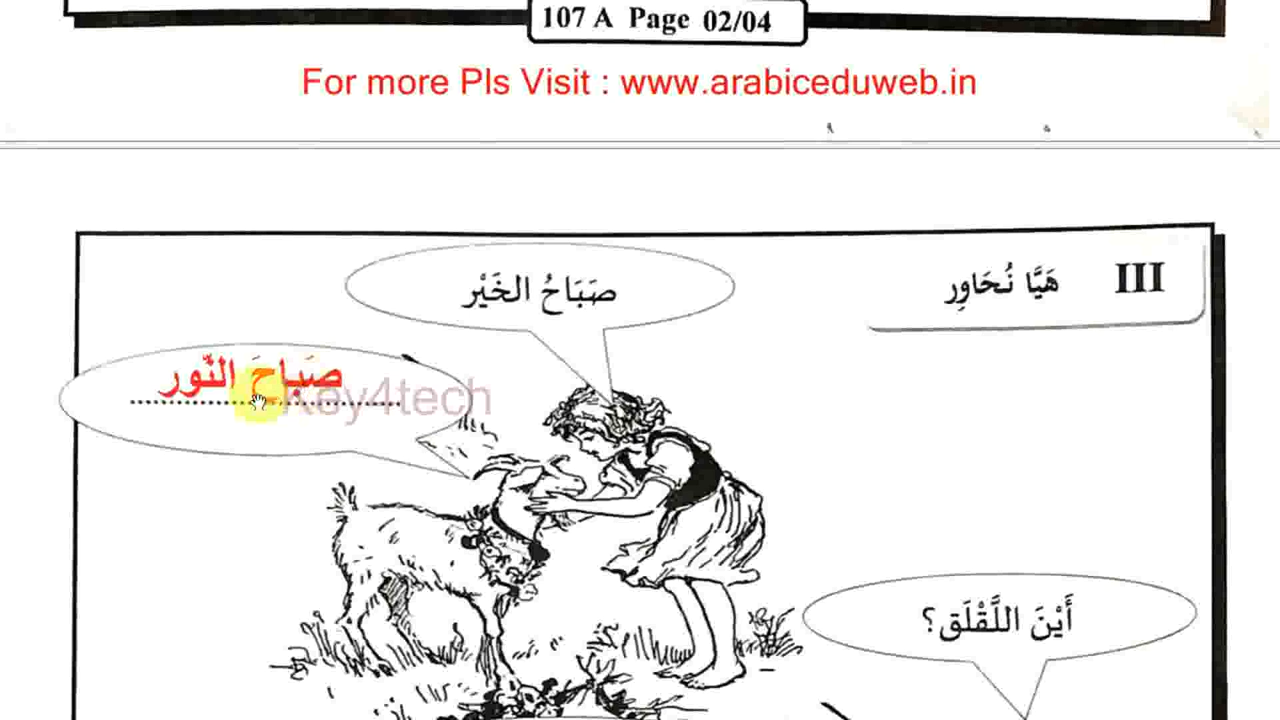 107 A Page 02/04
For more Pls Visit : www.arabiceduweb.in
III هَيَّا نُحَاوِر
صَبَاحُ الخَيْر
صَبـاحَ النّور
Key4tech
أَيْنَ اللَّقْلَق؟